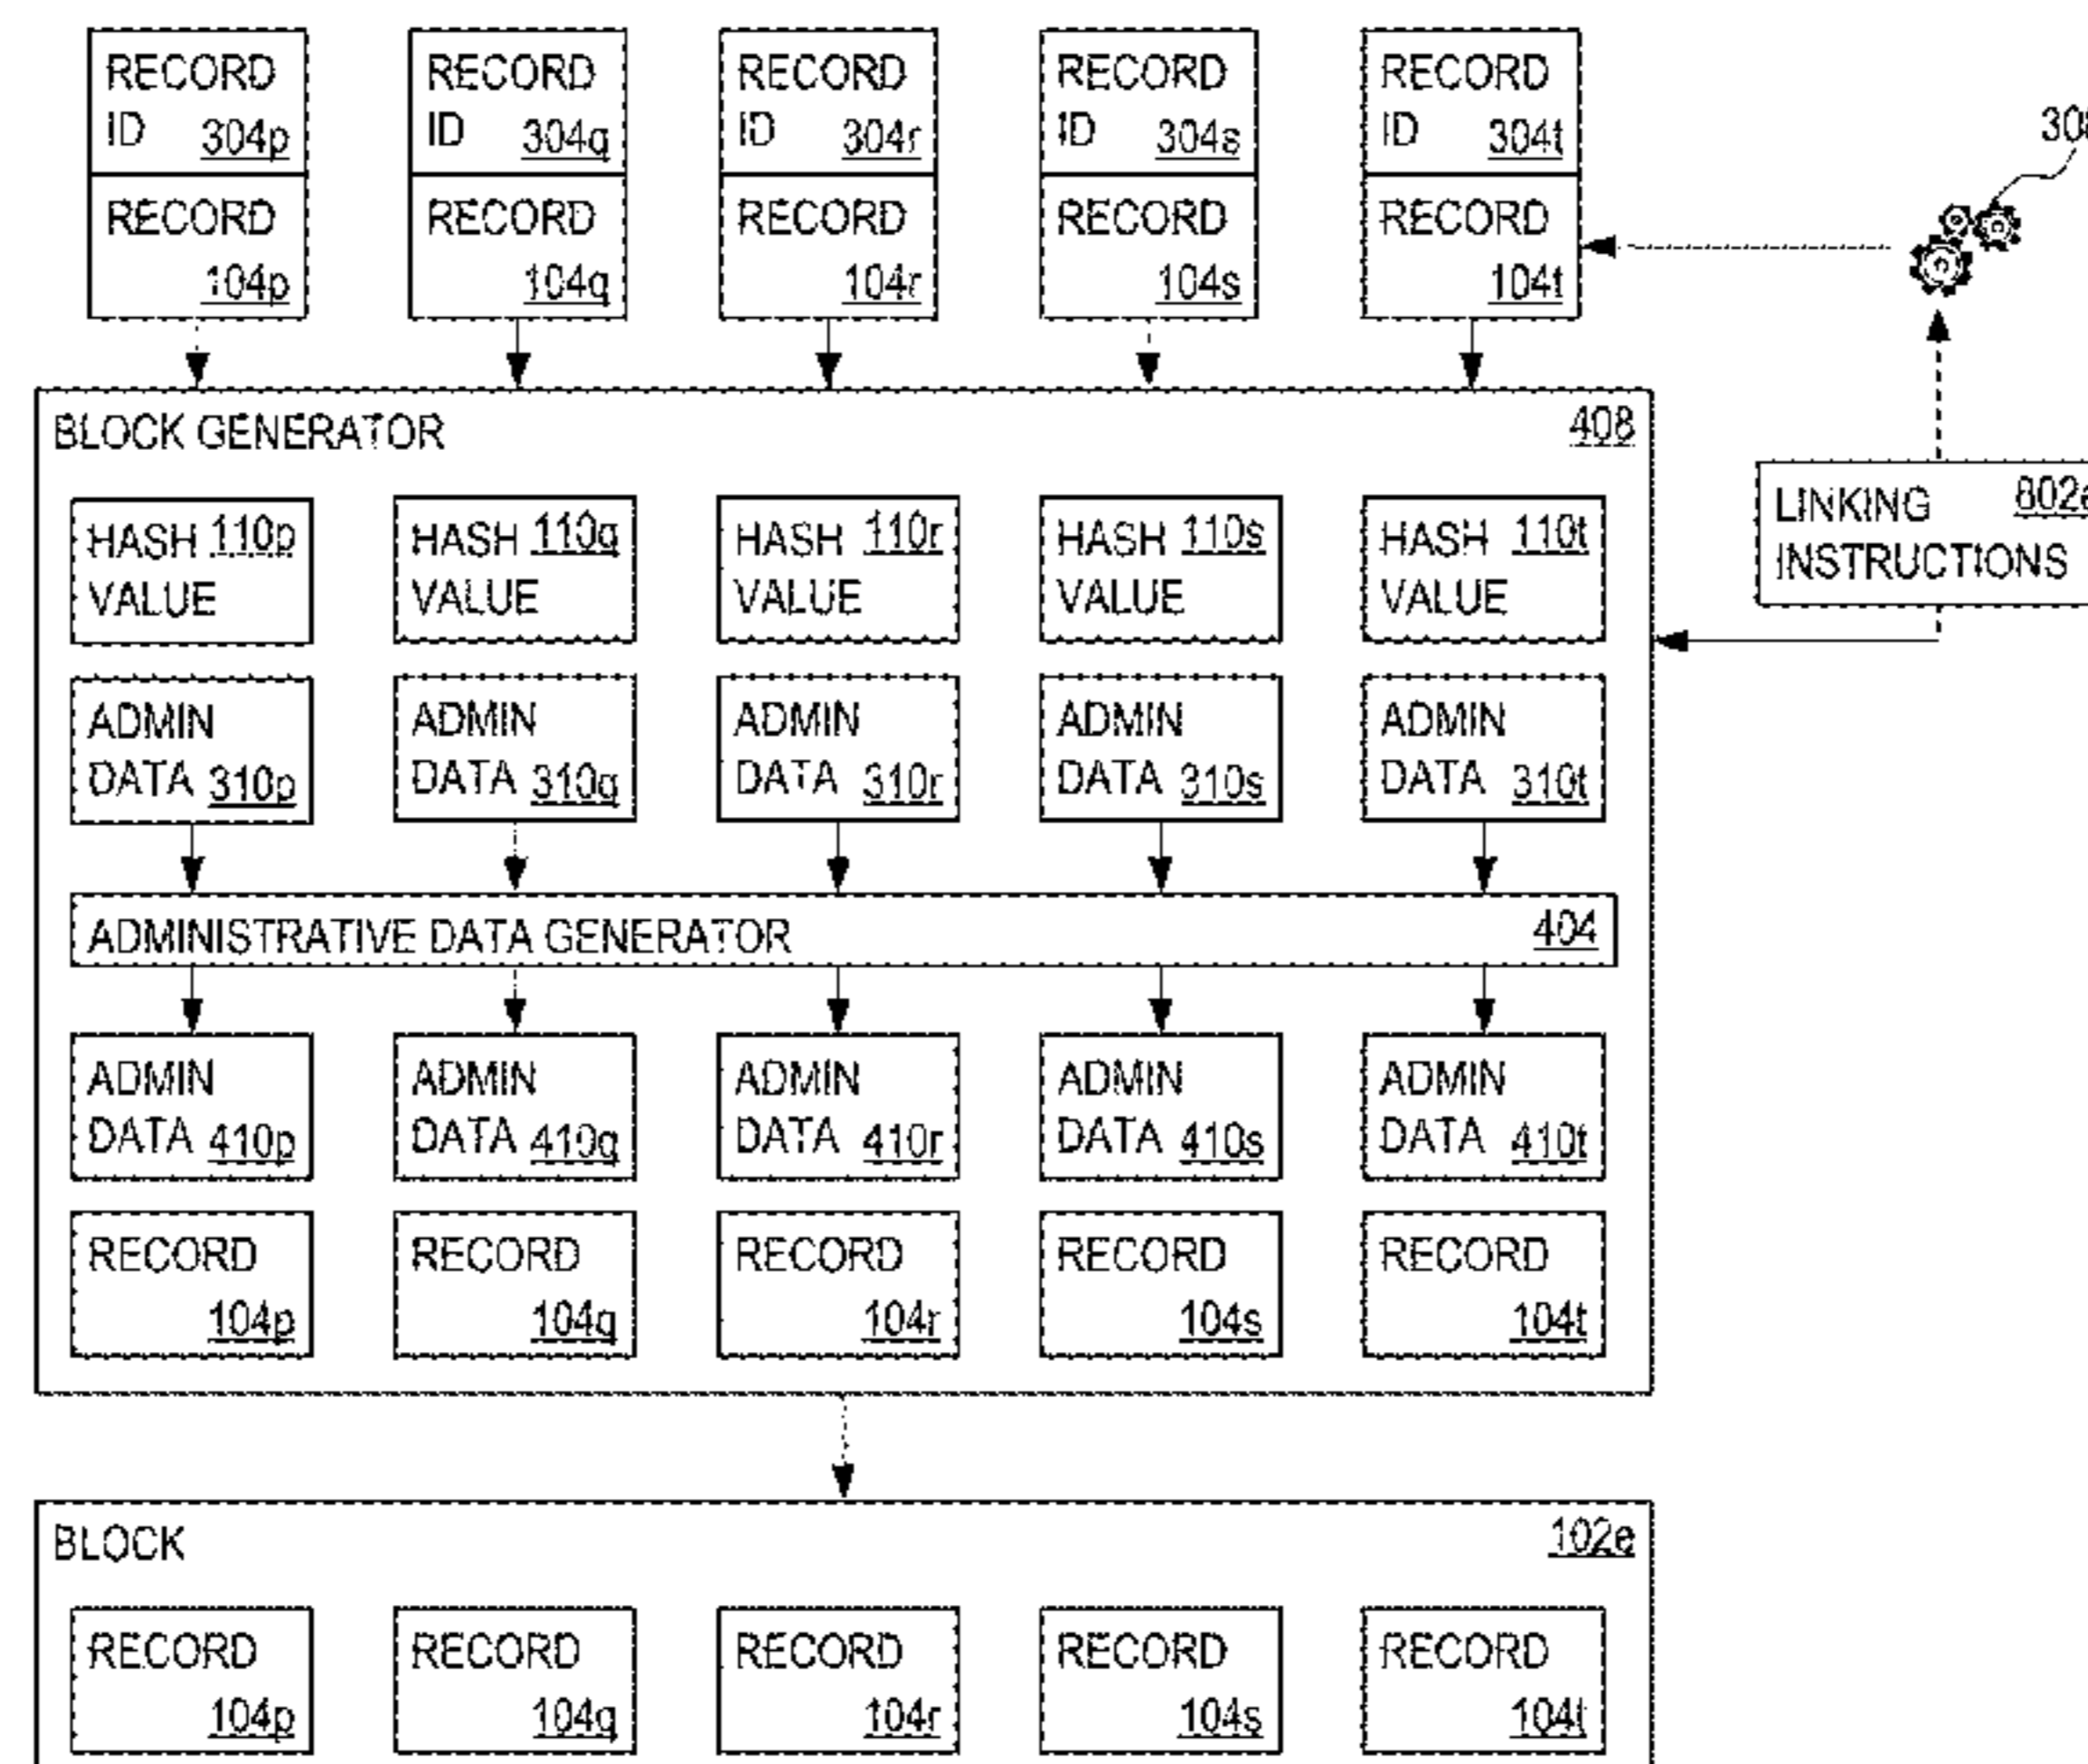 RECORD RECORD RECORD RECORD RECORD
ID 304p ID 304q ID 304r ID 304s ID 304t
RECORD RECORD RECORD RECORD RECORD
104p 104q 104r 104s 104t
BLOCK GENERATOR 408
LINKING
INSTRUCTIONS
HASH 110p HASH 110q HASH 110r HASH 110s HASH 110t
VALUE VALUE VALUE VALUE VALUE
ADMIN ADMIN ADMIN ADMIN ADMIN
DATA 310p DATA 310q DATA 310r DATA 310s DATA 310t
ADMINISTRATIVE DATA GENERATOR 404
ADMIN ADMIN ADMIN ADMIN ADMIN
DATA 410p DATA 410q DATA 410r DATA 410s DATA 410t
RECORD RECORD RECORD RECORD RECORD
104p 104q 104r 104s 104t
BLOCK 102e
RECORD RECORD RECORD RECORD RECORD
104p 104q 104r 104s 104t